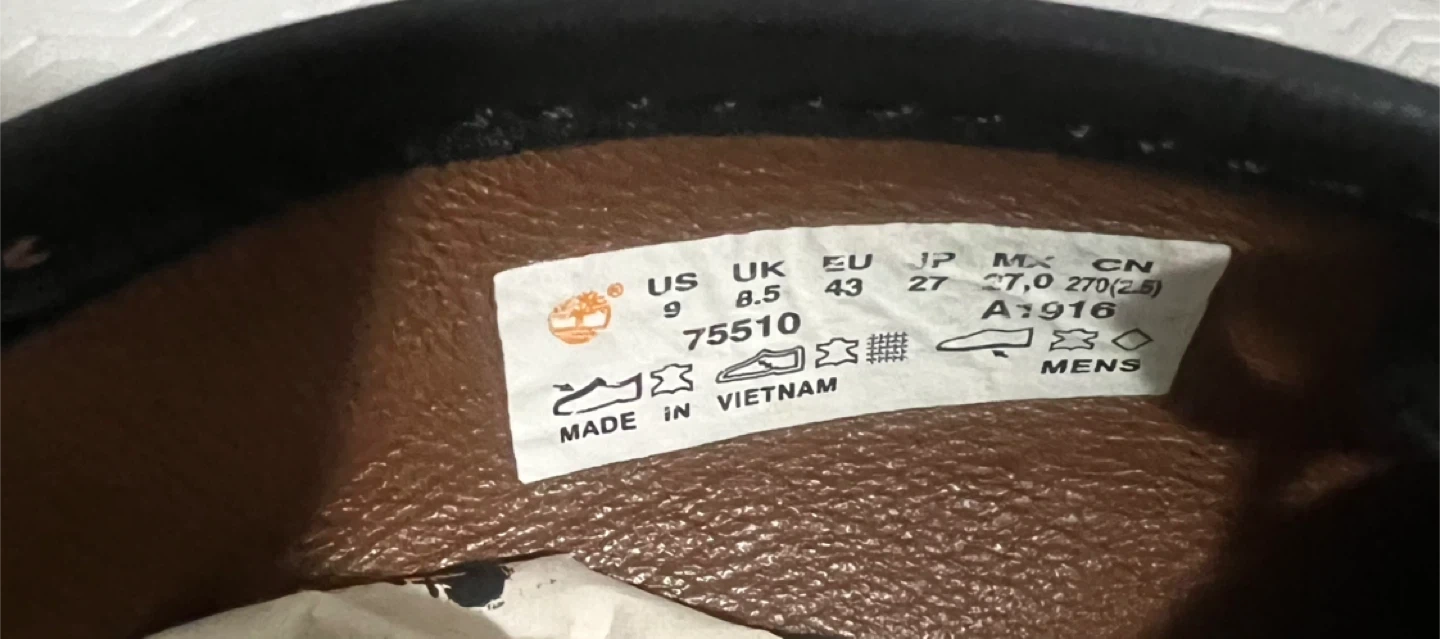 US UK EU JP MX CN
9 8.5 43 27 27,0 270(2.5)
75510 A1916
MADE IN VIETNAM MENS